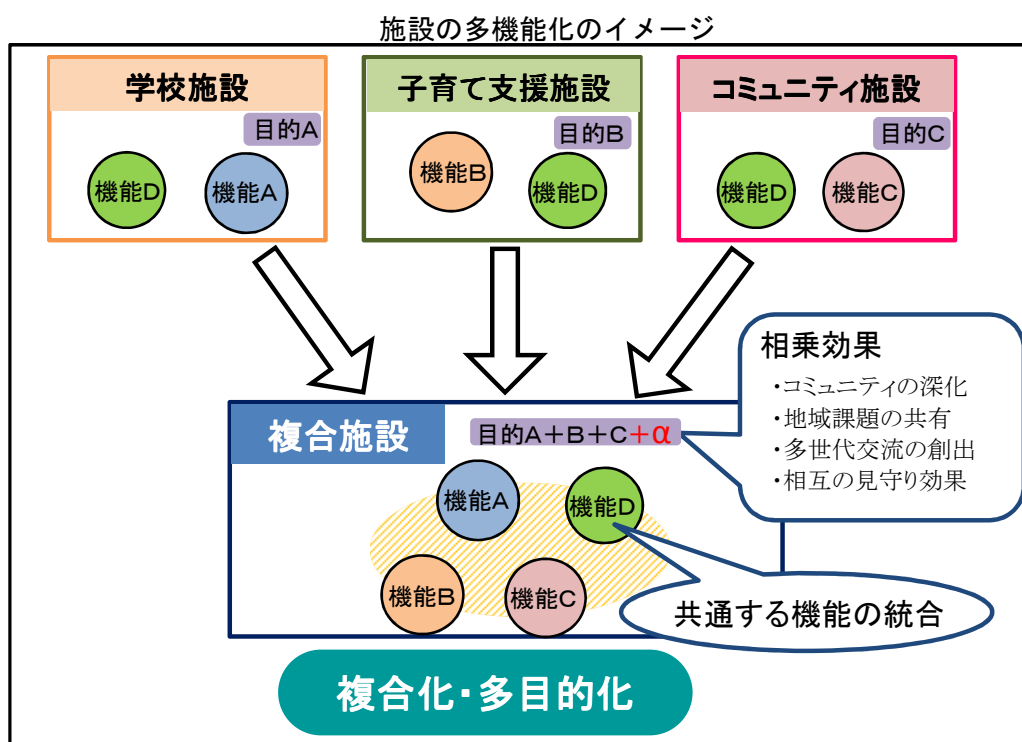 施設の多機能化のイメージ
学校施設
目的A
機能D
機能A
子育て支援施設
目的B
機能B
機能D
コミュニティ施設
目的C
機能D
機能C
相乗効果
・コミュニティの深化
・地域課題の共有
・多世代交流の創出
・相互の見守り効果
複合施設
目的A+B+C+α
機能A
機能D
機能B
機能C
共通する機能の統合
複合化・多目的化